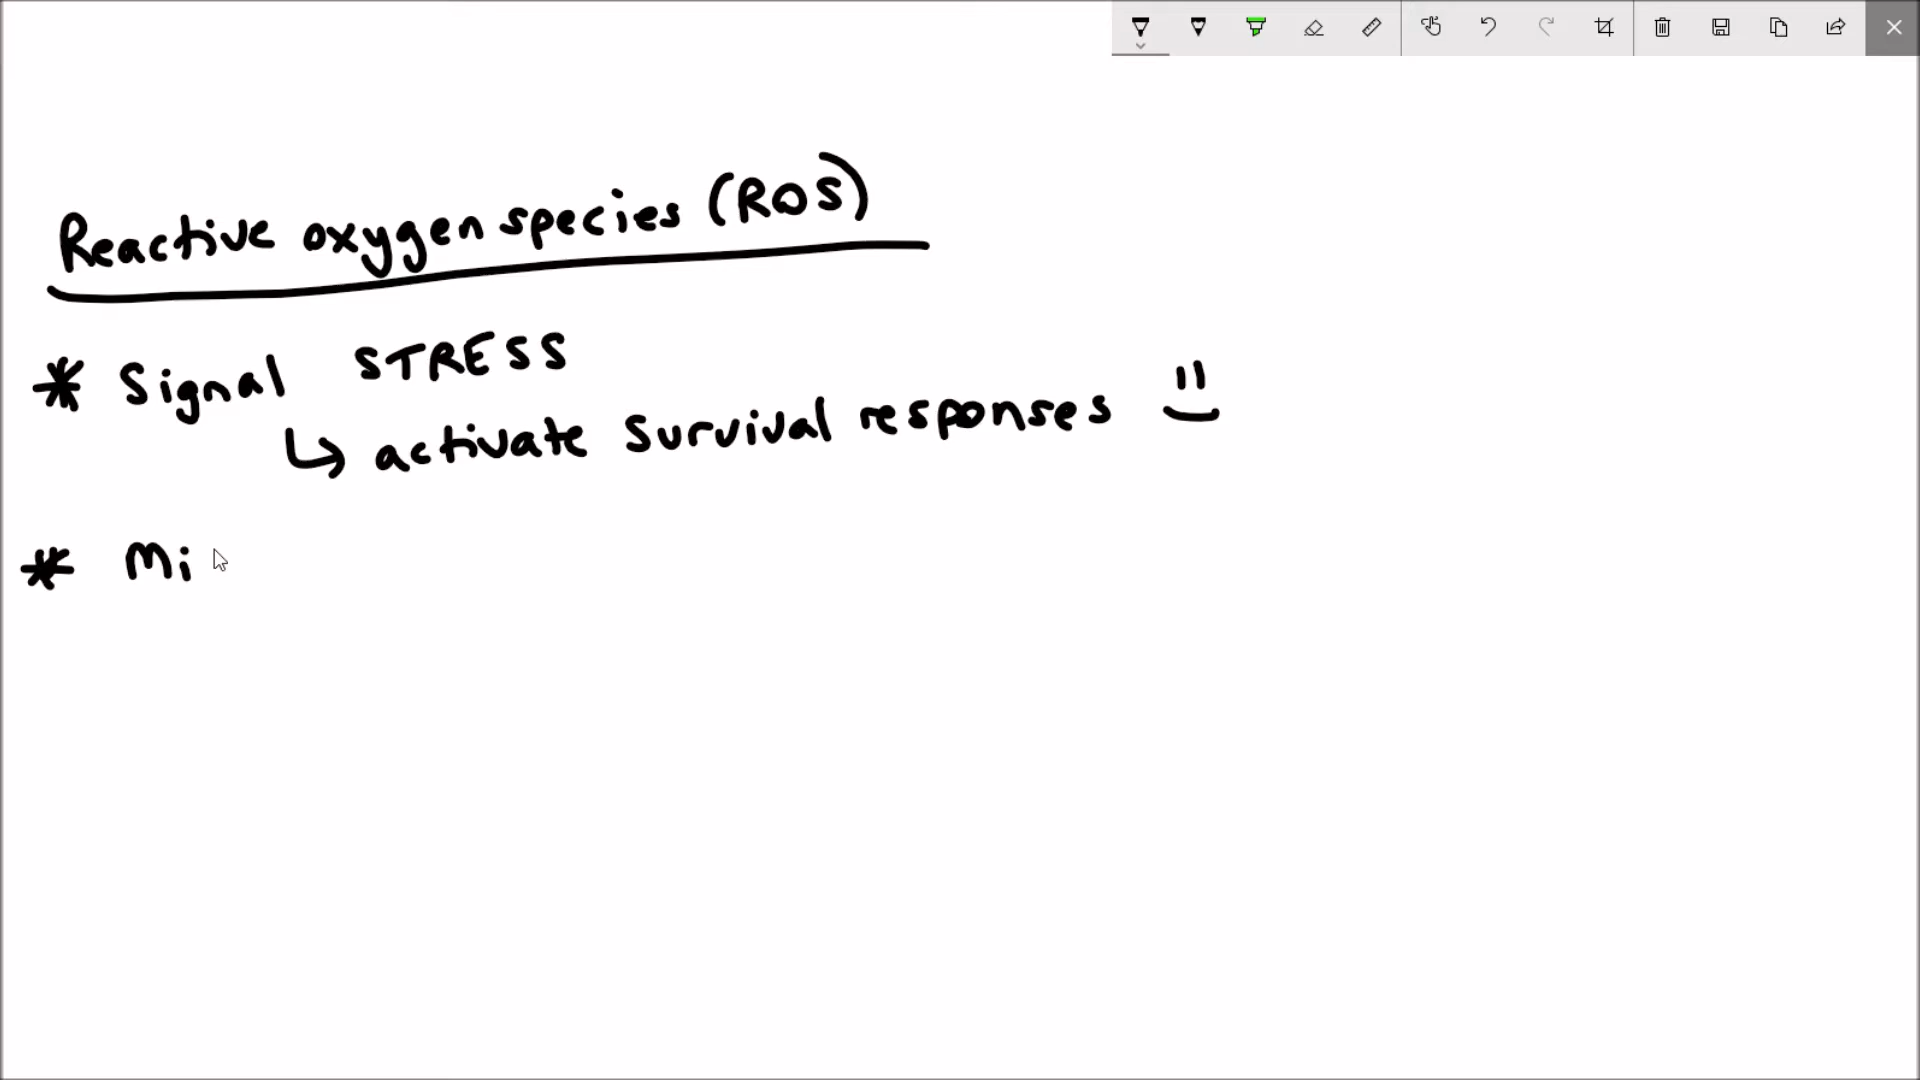 Reactive oxygen species (ROS)
* Signal STRESS
↳ activate survival responses
* Mi